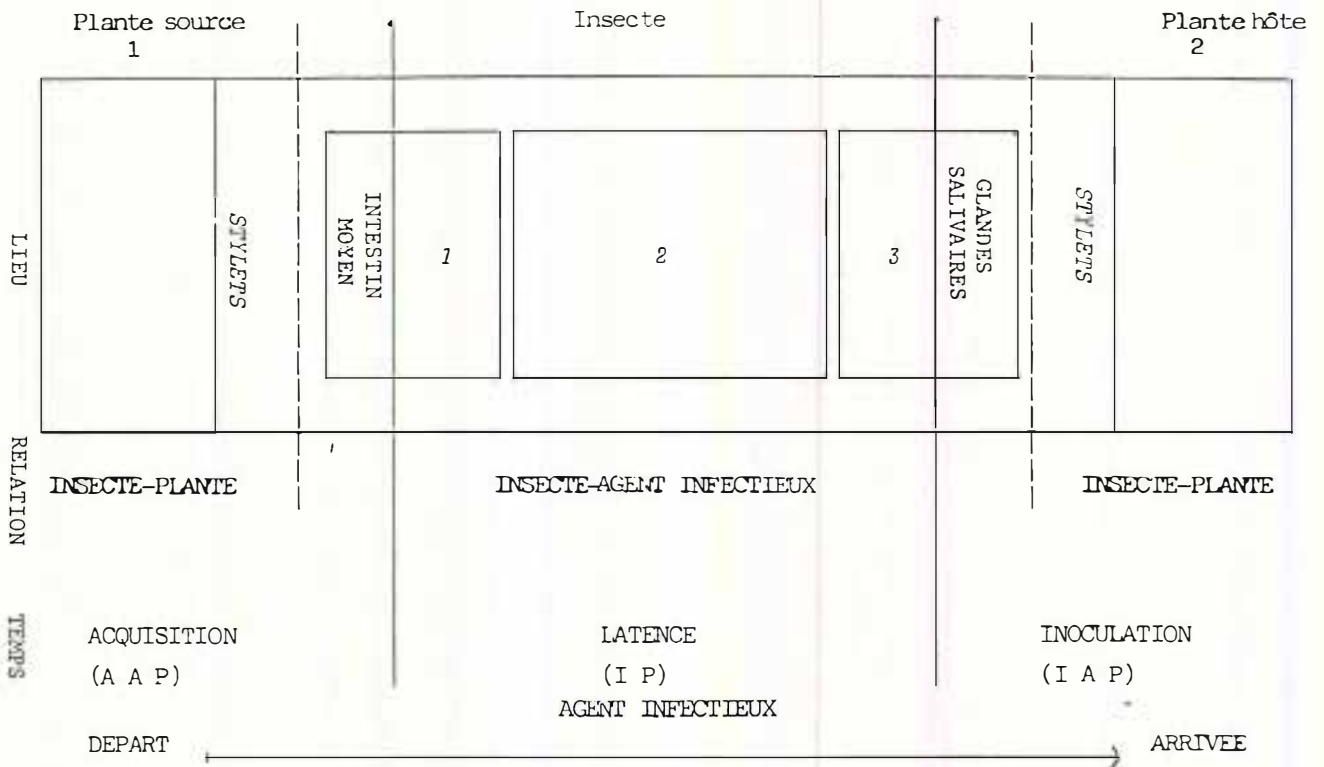 Plante source
1
Insecte
Plante hôte
2
LIEU
STYLETS
INTESTIN
MOYEN
1
2
3
GLANDES
SALIVAIRES
STYLETS
RELATION
INSECTE-PLANTE
INSECTE-AGENT INFECTIEUX
INSECTE-PLANTE
TEMPS
ACQUISITION
(A A P)
LATENCE
(I P)
INOCULATION
(I A P)
AGENT INFECTIEUX
DEPART
ARRIVEE